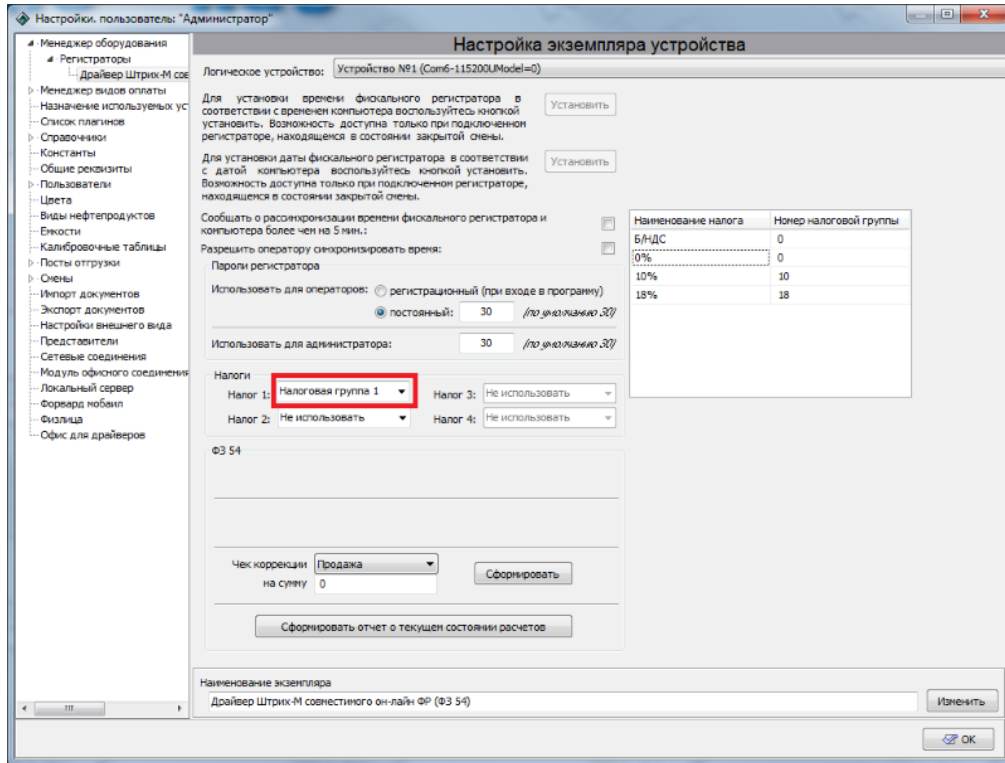 Настройки. пользователь: "Администратор"
Менеджер оборудования
Регистраторы
Драйвер Штрих-М сов
Менеджер видов оплаты
Назначение используемых ус
Список плагинов
Справочники
Константы
Общие реквизиты
Пользователи
Цвета
Виды нефтепродуктов
Емкости
Калибровочные таблицы
Посты отгрузки
Смены
Импорт документов
Экспорт документов
Настройки внешнего вида
Представители
Сетевые соединения
Модуль офисного соединения
Локальный сервер
Форвард мобаил
Физлица
Офис для драйверов
Настройка экземпляра устройства
Логическое устройство: Устройство №1 (Com6-115200UModel=0)
Для установки времени фискального регистратора в
соответствии с временем компьютера воспользуйтесь кнопкой
установить. Возможность доступна только при подключенном
регистраторе, находящемся в состоянии закрытой смены.
Установить
Для установки даты фискального регистратора в соответствии
с датой компьютера воспользуйтесь кнопкой установить.
Возможность доступна только при подключенном регистраторе,
находящемся в состоянии закрытой смены.
Установить
Сообщать о рассинхронизации времени фискального регистратора и
компьютера более чем на 5 мин.:
Разрешить оператору синхронизировать время:
Пароли регистратора
Использовать для операторов: регистрационный (при входе в программу)
постоянный: 30 (по умолчанию 30)
Использовать для администратора: 30 (по умолчанию 30)
Налоги
Налог 1: Налоговая группа 1 Налог 3: Не использовать
Налог 2: Не использовать Налог 4: Не использовать
ФЗ 54
Чек коррекции Продажа
на сумму 0
Сформировать
Сформировать отчет о текущем состоянии расчетов
Наименование налога Номер налоговой группы
Б/НДС 0
0% 0
10% 10
18% 18
Наименование экземпляра
Драйвер Штрих-М совместимого он-лайн ФР (ФЗ 54)
Изменить
ОК